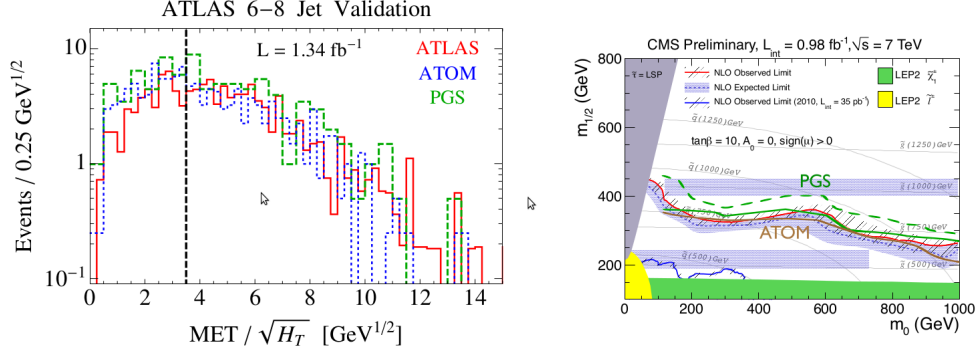 ATLAS 6-8 Jet Validation
L = 1.34 fb⁻¹
ATLAS
ATOM
PGS
Events / 0.25 GeV^1/2
10
1
10⁻¹
0 2 4 6 8 10 12 14
MET / √H_T [GeV^1/2]
CMS Preliminary, L_int = 0.98 fb⁻¹, √s = 7 TeV
m_1/2 (GeV)
800
600
400
200
τ̃ = LSP
NLO Observed Limit
NLO Expected Limit
NLO Observed Limit (2010, L_int = 35 pb⁻¹)
LEP2 χ̃₁±
LEP2 l̃±
q̃(1250)GeV
g̃(1250)GeV
tanβ = 10, A₀ = 0, sign(μ) > 0
q̃(1000)GeV
g̃(1000)GeV
PGS
ATOM
g̃(750)GeV
q̃(500)GeV
g̃(500)GeV
0 200 400 600 800 1000
m₀ (GeV)